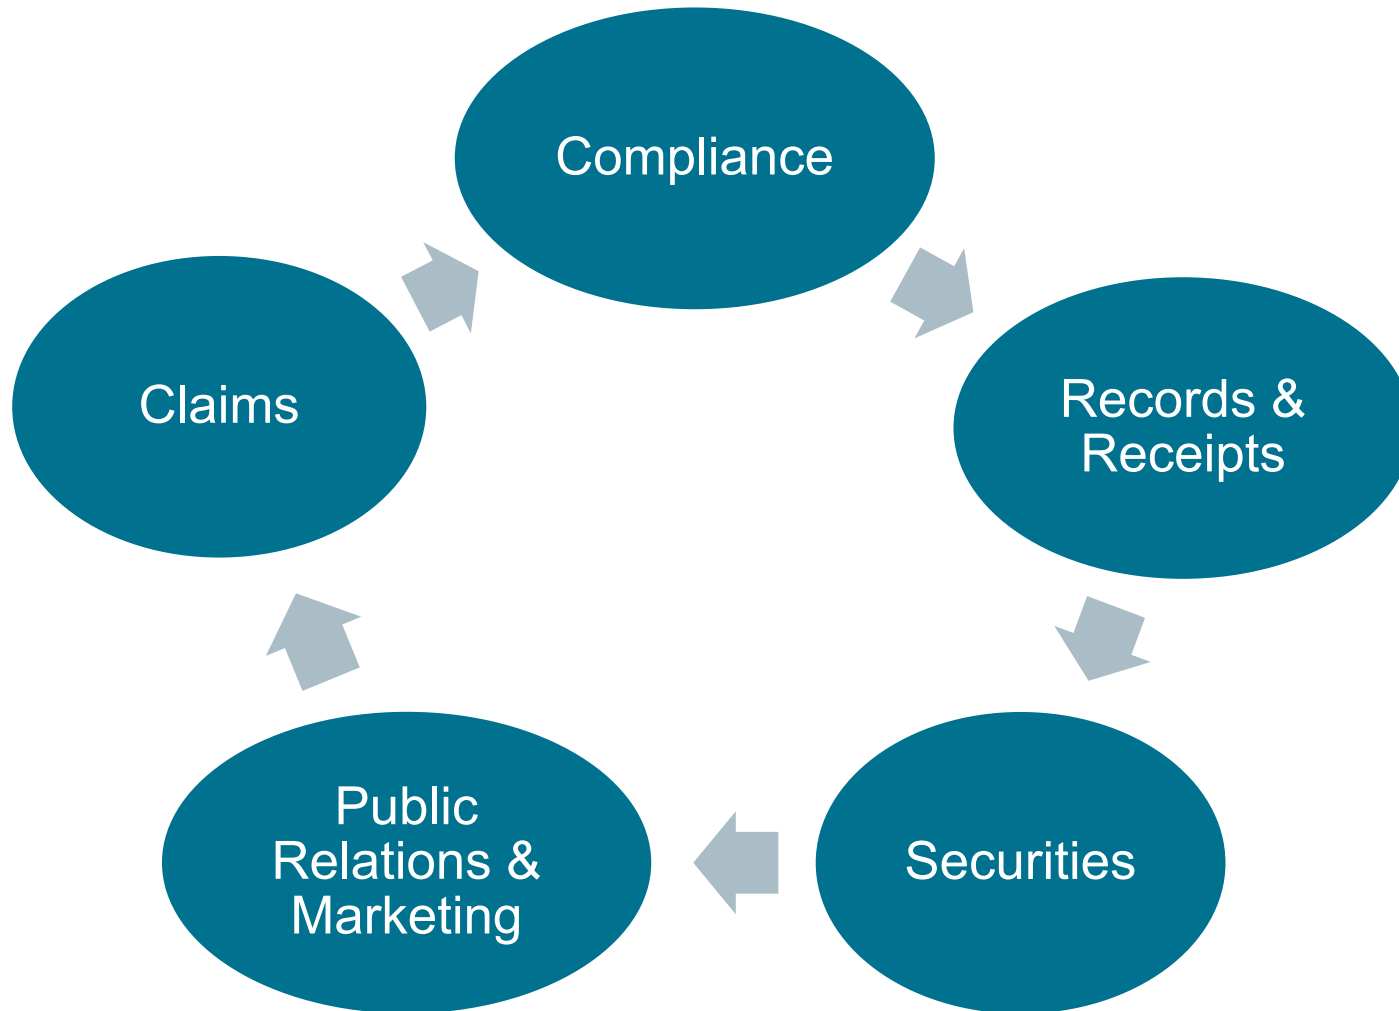 Compliance
Records &
Receipts
Securities
Public
Relations &
Marketing
Claims